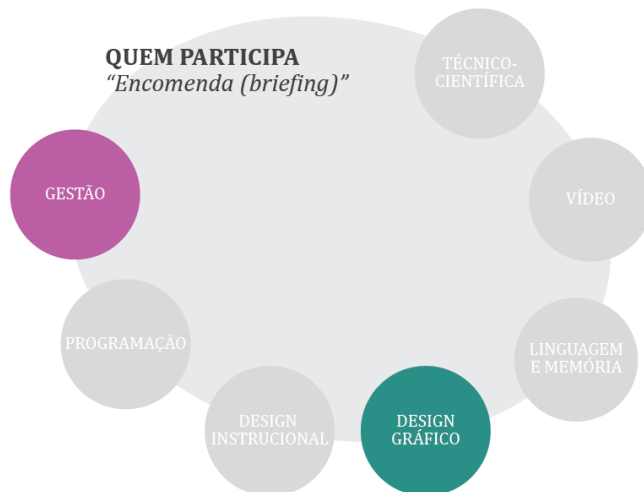 QUEM PARTICIPA
“Encomenda (briefing)”
TÉCNICO-
CIENTÍFICA
GESTÃO
VÍDEO
PROGRAMAÇÃO
LINGUAGEM
E MEMÓRIA
DESIGN
INSTRUCIONAL
DESIGN
GRÁFICO